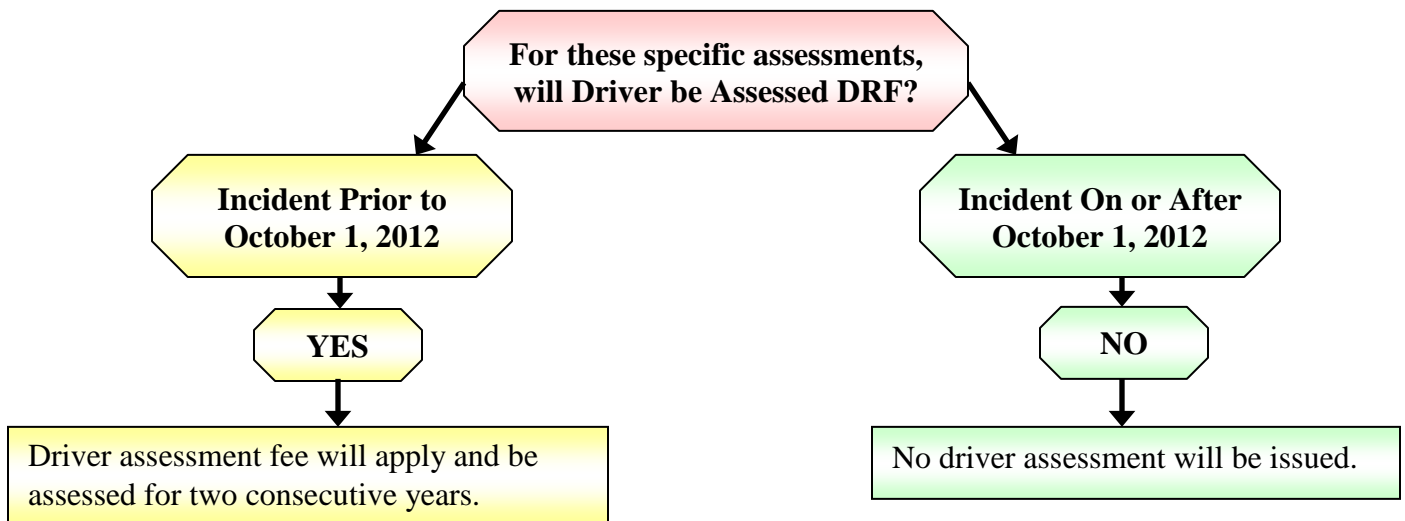 For these specific assessments,
will Driver be Assessed DRF?
Incident Prior to
October 1, 2012
YES
Driver assessment fee will apply and be
assessed for two consecutive years.
Incident On or After
October 1, 2012
NO
No driver assessment will be issued.